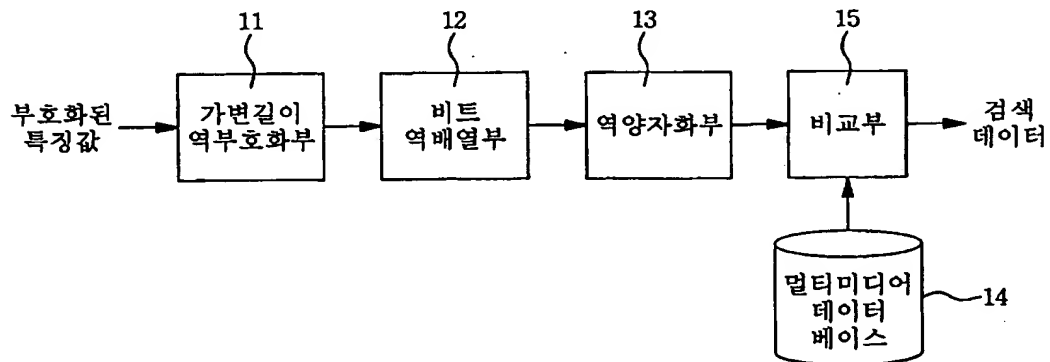 11
12
13
15
부호화된
특징값
가변길이
역부호화부
비트
역배열부
역양자화부
비교부
검색
데이터
멀티미디어
데이터
베이스
14